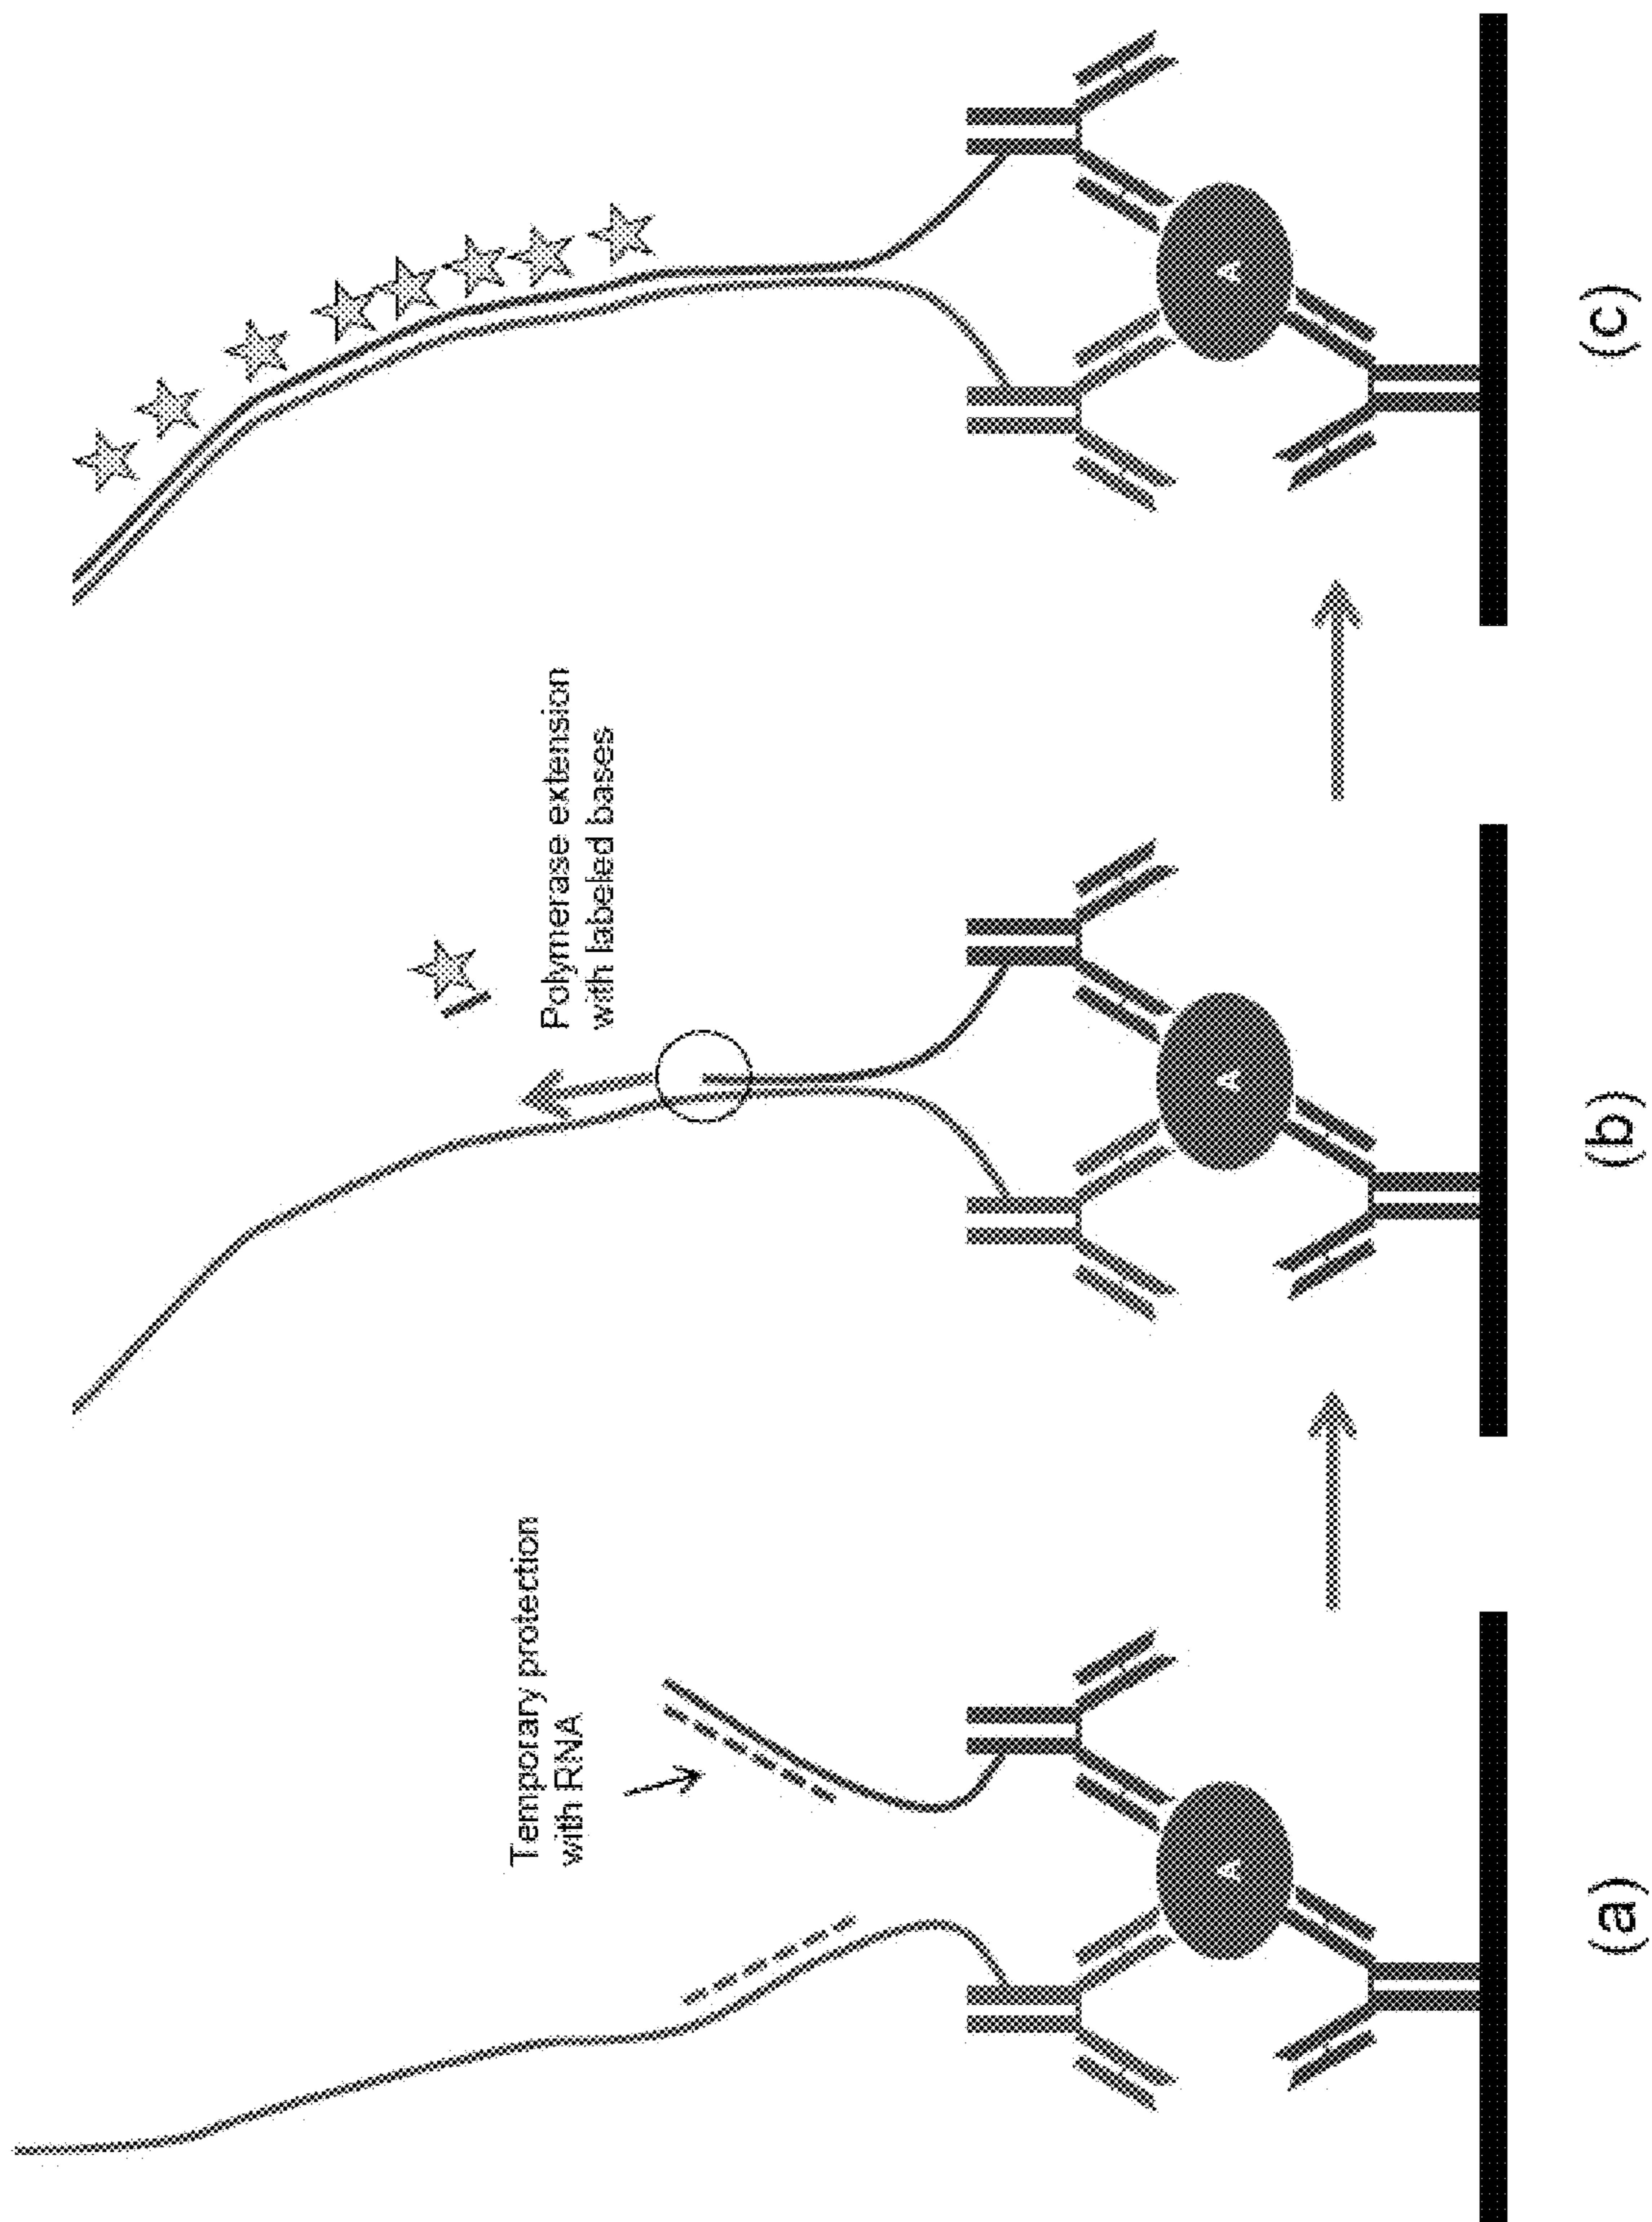 Temporary protection
with RNA
A
(a)
Polymerase extension
with labeled bases
A
(b)
A
(c)